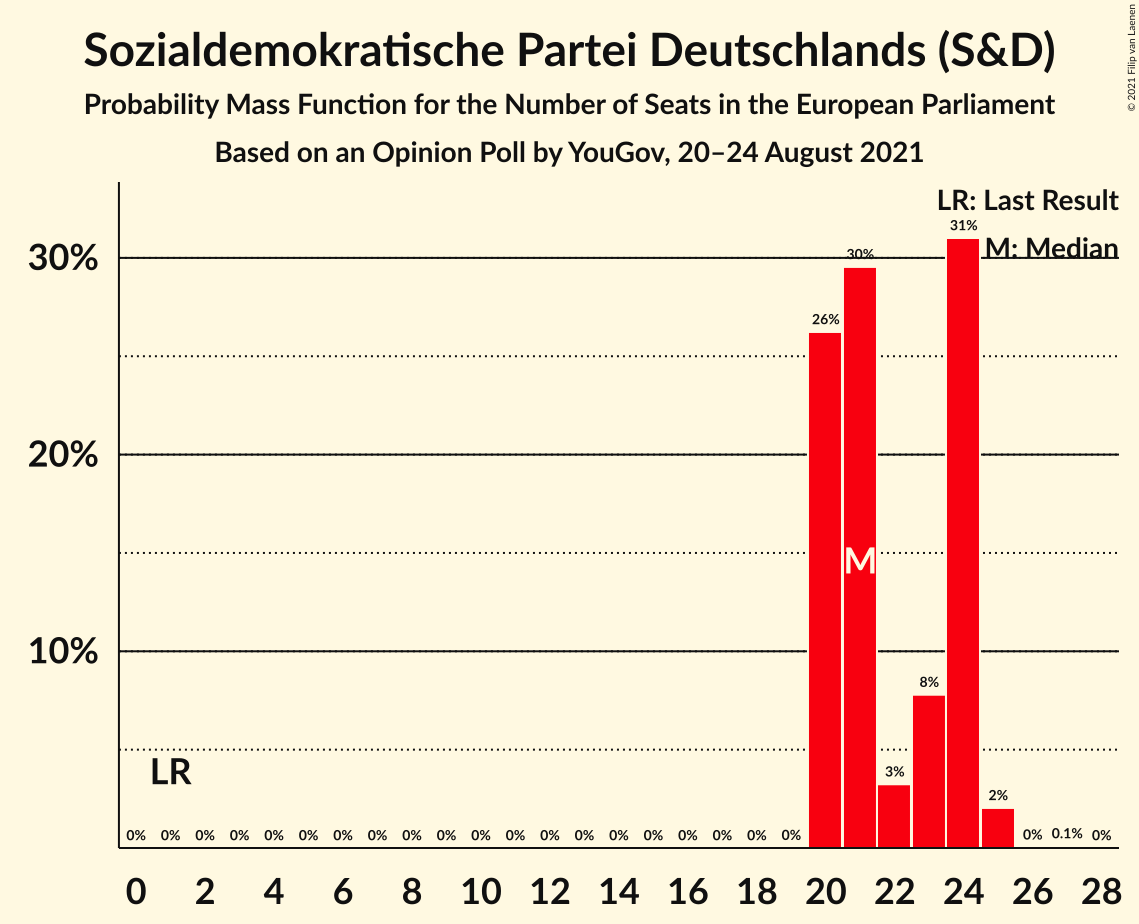 Sozialdemokratische Partei Deutschlands (S&D)
Probability Mass Function for the Number of Seats in the European Parliament
Based on an Opinion Poll by YouGov, 20–24 August 2021
© 2021 Filip van Laenen
LR: Last Result
M: Median
31%
30%
30%
26%
20%
M
10%
8%
LR
3%
2%
0% 0% 0% 0% 0% 0% 0% 0% 0% 0% 0% 0% 0% 0% 0% 0% 0% 0% 0% 0% 0% 0.1% 0%
0 2 4 6 8 10 12 14 16 18 20 22 24 26 28